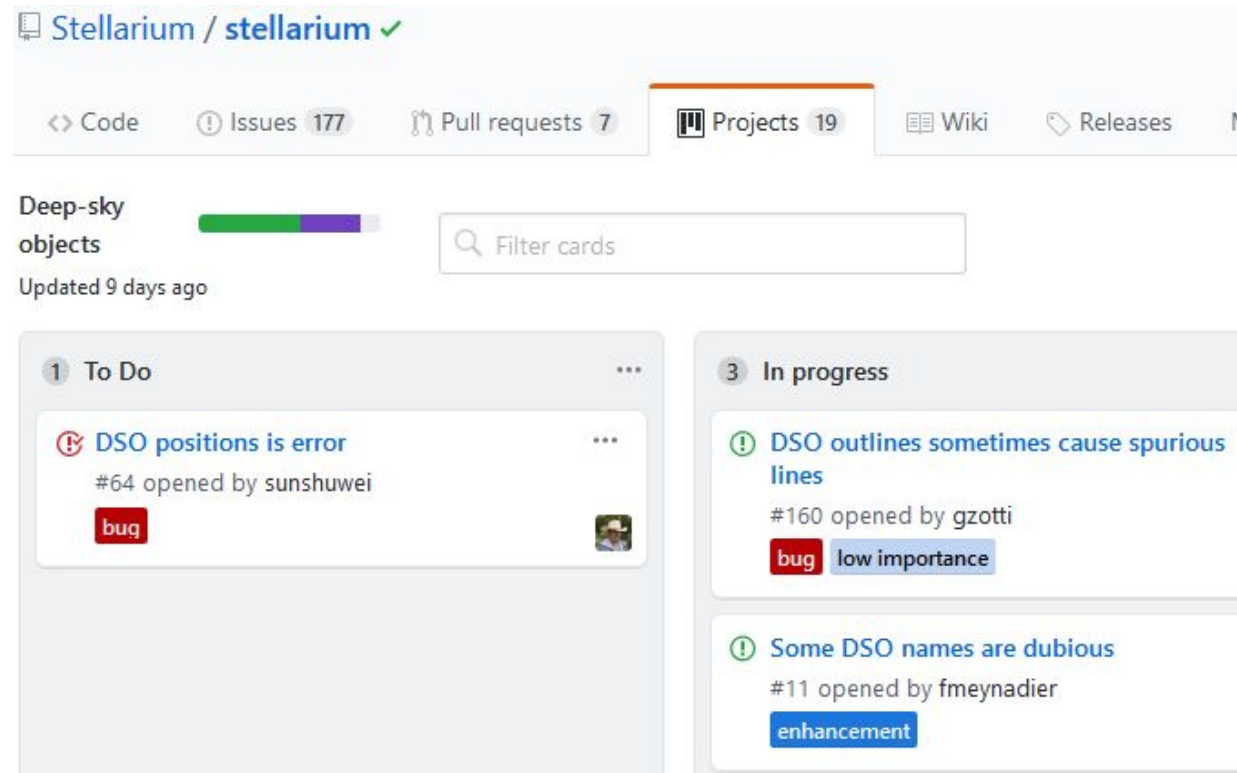 Stellarium / stellarium
Code Issues 177 Pull requests 7 Projects 19 Wiki Releases
Deep-sky
objects
Updated 9 days ago
Filter cards
1 To Do
DSO positions is error
#64 opened by sunshuwei
bug
3 In progress
DSO outlines sometimes cause spurious
lines
#160 opened by gzotti
bug low importance
Some DSO names are dubious
#11 opened by fmeynadier
enhancement